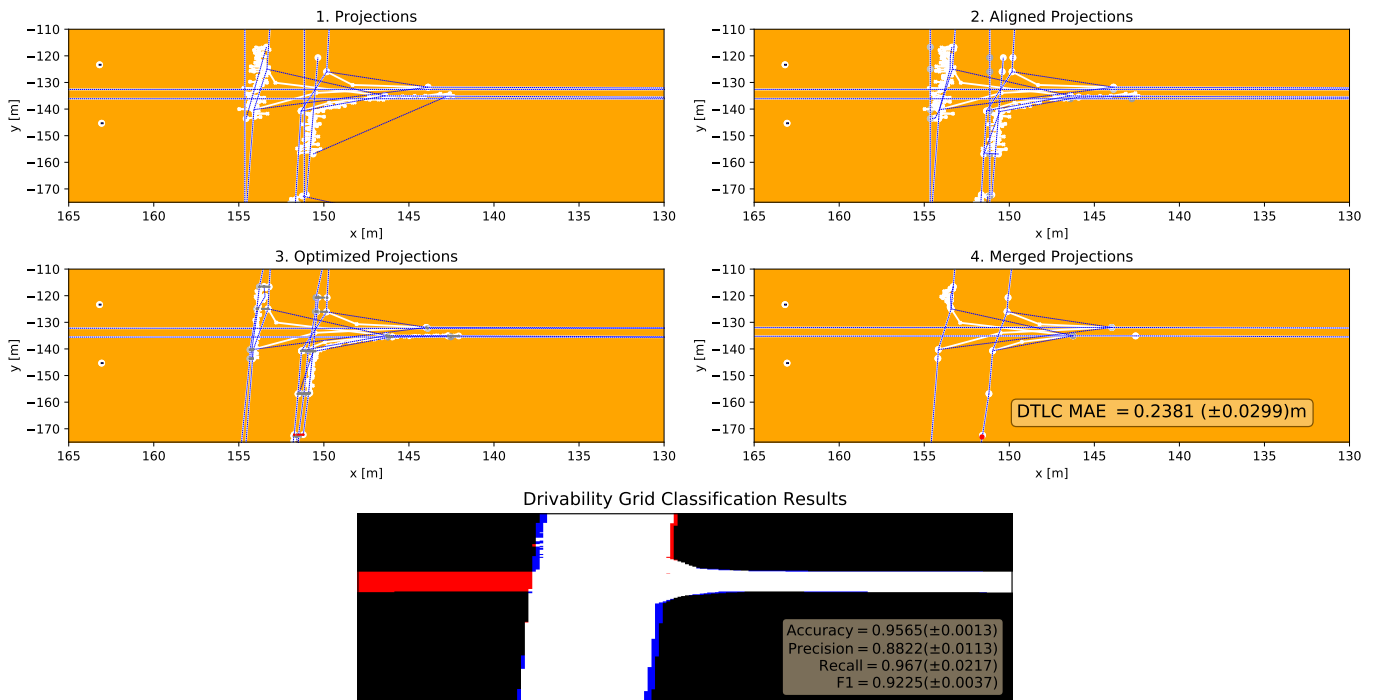 1. Projections
−110
−120
−130
−140
−150
−160
−170
y [m]
165 160 155 150 145 140 135 130
x [m]
2. Aligned Projections
−110
−120
−130
−140
−150
−160
−170
y [m]
165 160 155 150 145 140 135 130
x [m]
3. Optimized Projections
−110
−120
−130
−140
−150
−160
−170
y [m]
165 160 155 150 145 140 135 130
x [m]
4. Merged Projections
−110
−120
−130
−140
−150
−160
−170
y [m]
DTLC MAE = 0.2381 (±0.0299)m
165 160 155 150 145 140 135 130
x [m]
Drivability Grid Classification Results
Accuracy = 0.9565(±0.0013)
Precision = 0.8822(±0.0113)
Recall = 0.967(±0.0217)
F1 = 0.9225(±0.0037)